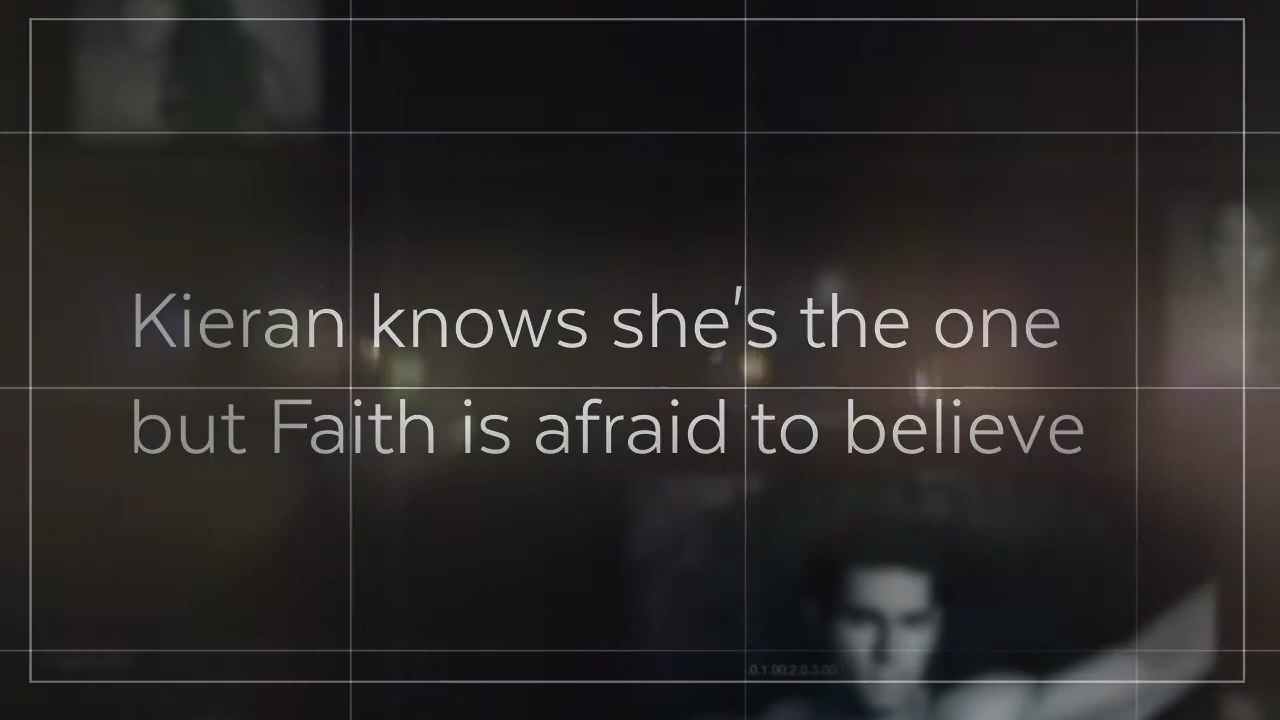 Kieran knows she's the one
but Faith is afraid to believe